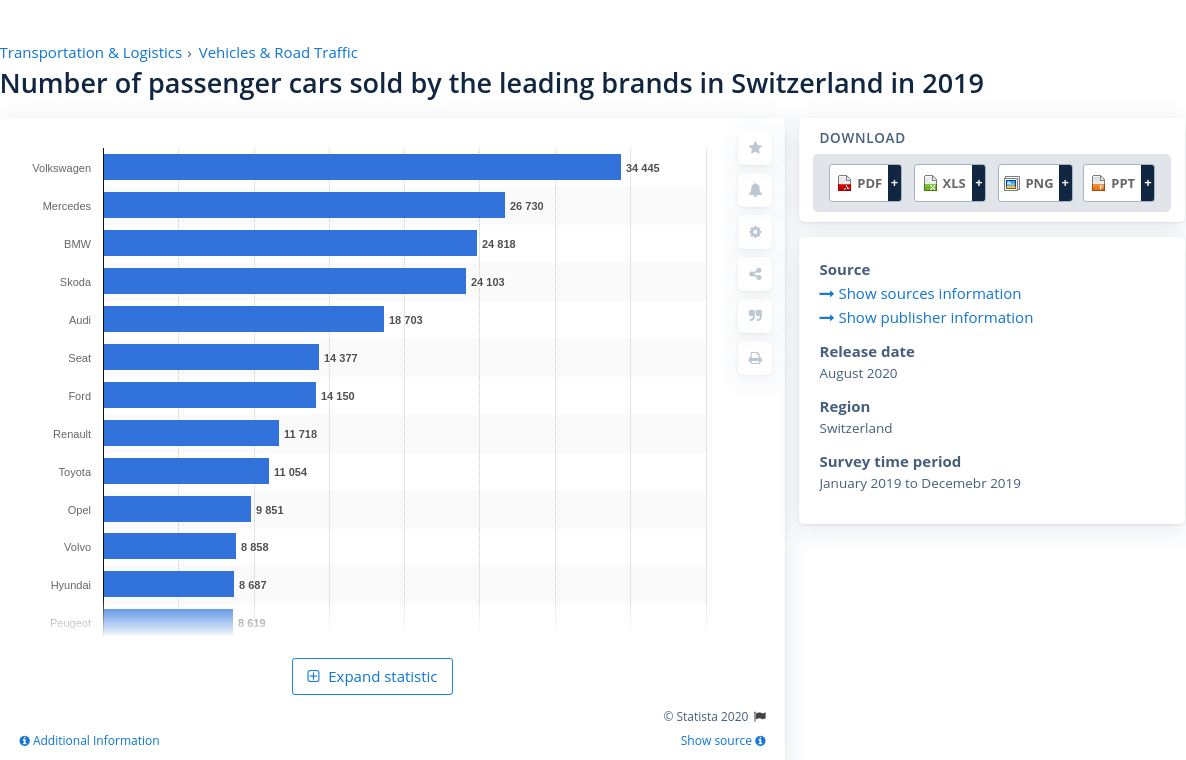 Transportation & Logistics › Vehicles & Road Traffic
Number of passenger cars sold by the leading brands in Switzerland in 2019
Volkswagen 34 445
Mercedes 26 730
BMW 24 818
Skoda 24 103
Audi 18 703
Seat 14 377
Ford 14 150
Renault 11 718
Toyota 11 054
Opel 9 851
Volvo 8 858
Hyundai 8 687
Peugeot 8 619
Expand statistic
© Statista 2020
Additional Information
Show source
DOWNLOAD
PDF + XLS + PNG + PPT +
Source
Show sources information
Show publisher information
Release date
August 2020
Region
Switzerland
Survey time period
January 2019 to Decemebr 2019